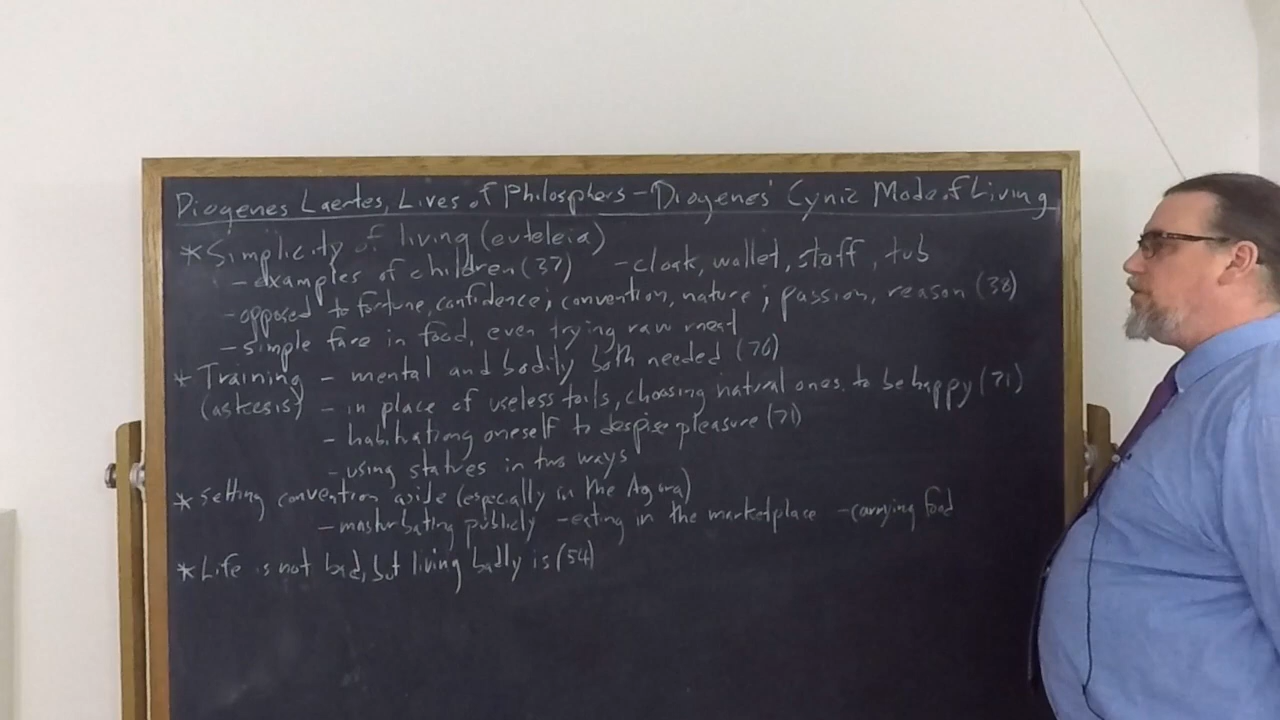 Diogenes Laertes, Lives of Philosophers - Diogenes' Cynic Mode of Living
* Simplicity of living (euteleia)
- examples of children (37) - cloak, wallet, staff, tub
- opposed to fortune, confidence; convention, nature; passion, reason (38)
- simple fare in food, even trying raw meat
* Training - mental and bodily both needed (70)
(askesis) - in place of useless toils, choosing natural ones, to be happy (71)
- habituationg oneself to despise pleasure (71)
- using statues in two ways
* Setting convention aside (especially in the Agora)
- masturbating publicly - eating in the marketplace - carrying food
* Life is not bad, but living badly is (54)